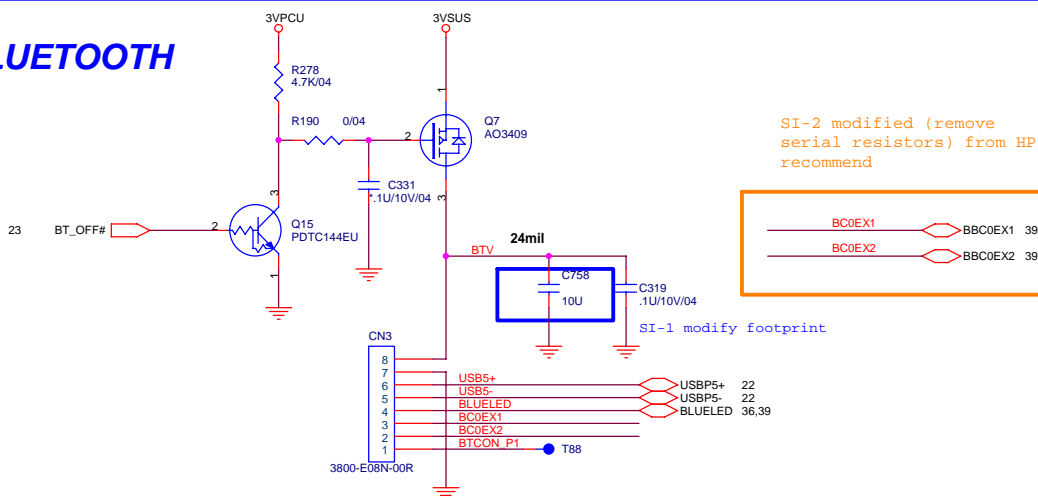 LUETOOTH
3VPCU
3VSUS
R278
4.7K/04
R190 0/04
2
1
Q7
AO3409
3
C331
*.1U/10V/04
3
23 BT_OFF#
2
Q15
PDTC144EU
1
BTV
24mil
C758
10U
C319
.1U/10V/04
SI-1 modify footprint
SI-2 modified (remove
serial resistors) from HP
recommend
BC0EX1 BBC0EX1 39
BC0EX2 BBC0EX2 39
CN3
8
7
6 USB5+ USBP5+ 22
5 USB5- USBP5- 22
4 BLUELED BLUELED 36,39
3 BC0EX1
2 BC0EX2
1 BTCON_P1 T88
3800-E08N-00R